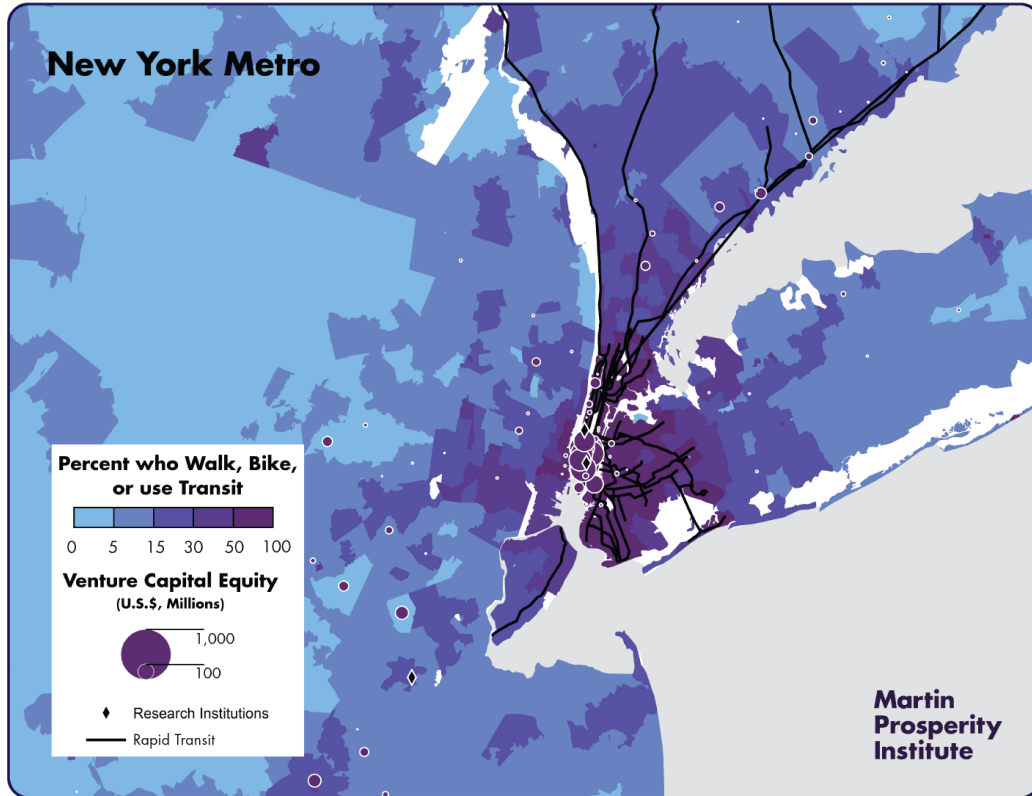 New York Metro
Percent who Walk, Bike,
or use Transit
0 5 15 30 50 100
Venture Capital Equity
(U.S.$, Millions)
1,000
100
Research Institutions
Rapid Transit
Martin
Prosperity
Institute